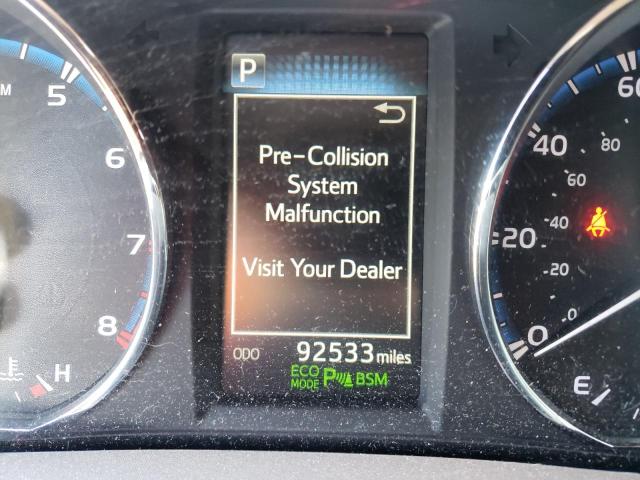 P
Pre-Collision
System
Malfunction
Visit Your Dealer
ODO 92533 miles
ECO
MODE
P
BSM
5
6
7
8
H
60
40
20
0
80
60
40
20
0
E